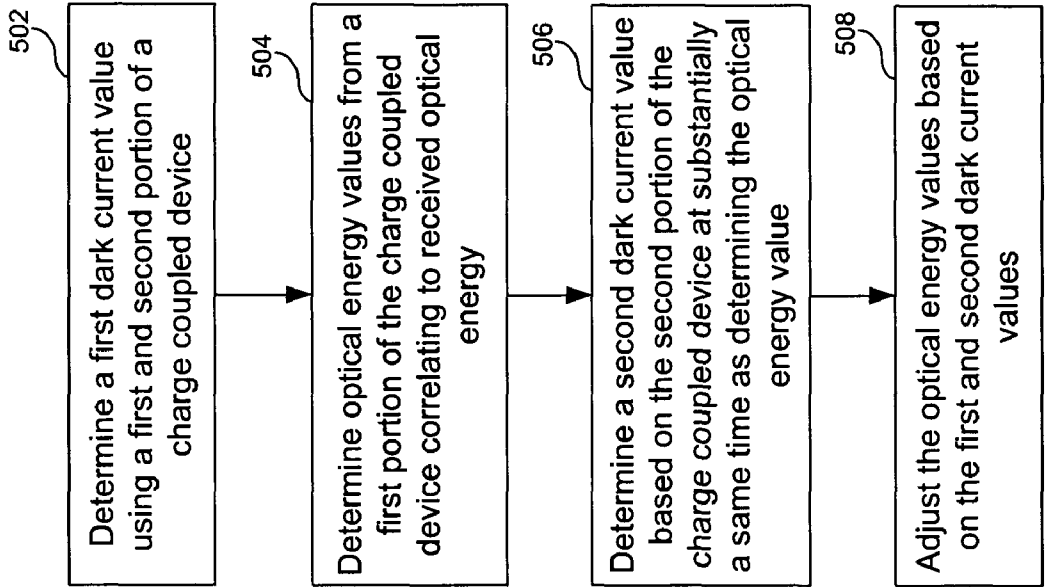 502
Determine a first dark current value
using a first and second portion of a
charge coupled device
504
Determine optical energy values from a
first portion of the charge coupled
device correlating to received optical
energy
506
Determine a second dark current value
based on the second portion of the
charge coupled device at substantially
a same time as determining the optical
energy value
508
Adjust the optical energy values based
on the first and second dark current
values